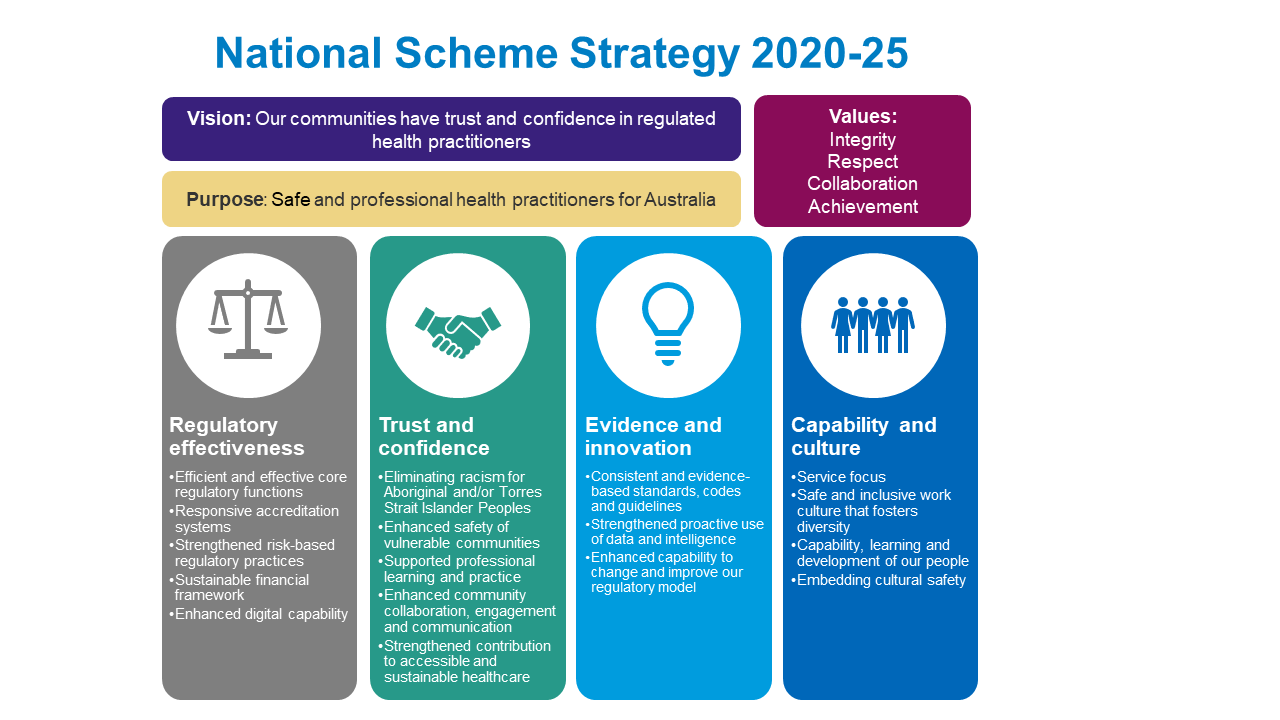 National Scheme Strategy 2020-25
Vision: Our communities have trust and confidence in regulated
health practitioners
Purpose: Safe and professional health practitioners for Australia
Values:
Integrity
Respect
Collaboration
Achievement
Regulatory
effectiveness
•Efficient and effective core
regulatory functions
•Responsive accreditation
systems
•Strengthened risk-based
regulatory practices
•Sustainable financial
framework
•Enhanced digital capability
Trust and
confidence
•Eliminating racism for
Aboriginal and/or Torres
Strait Islander Peoples
•Enhanced safety of
vulnerable communities
•Supported professional
learning and practice
•Enhanced community
collaboration, engagement
and communication
•Strengthened contribution
to accessible and
sustainable healthcare
Evidence and
innovation
•Consistent and evidence-
based standards, codes
and guidelines
•Strengthened proactive use
of data and intelligence
•Enhanced capability to
change and improve our
regulatory model
Capability and
culture
•Service focus
•Safe and inclusive work
culture that fosters
diversity
•Capability, learning and
development of our people
•Embedding cultural safety